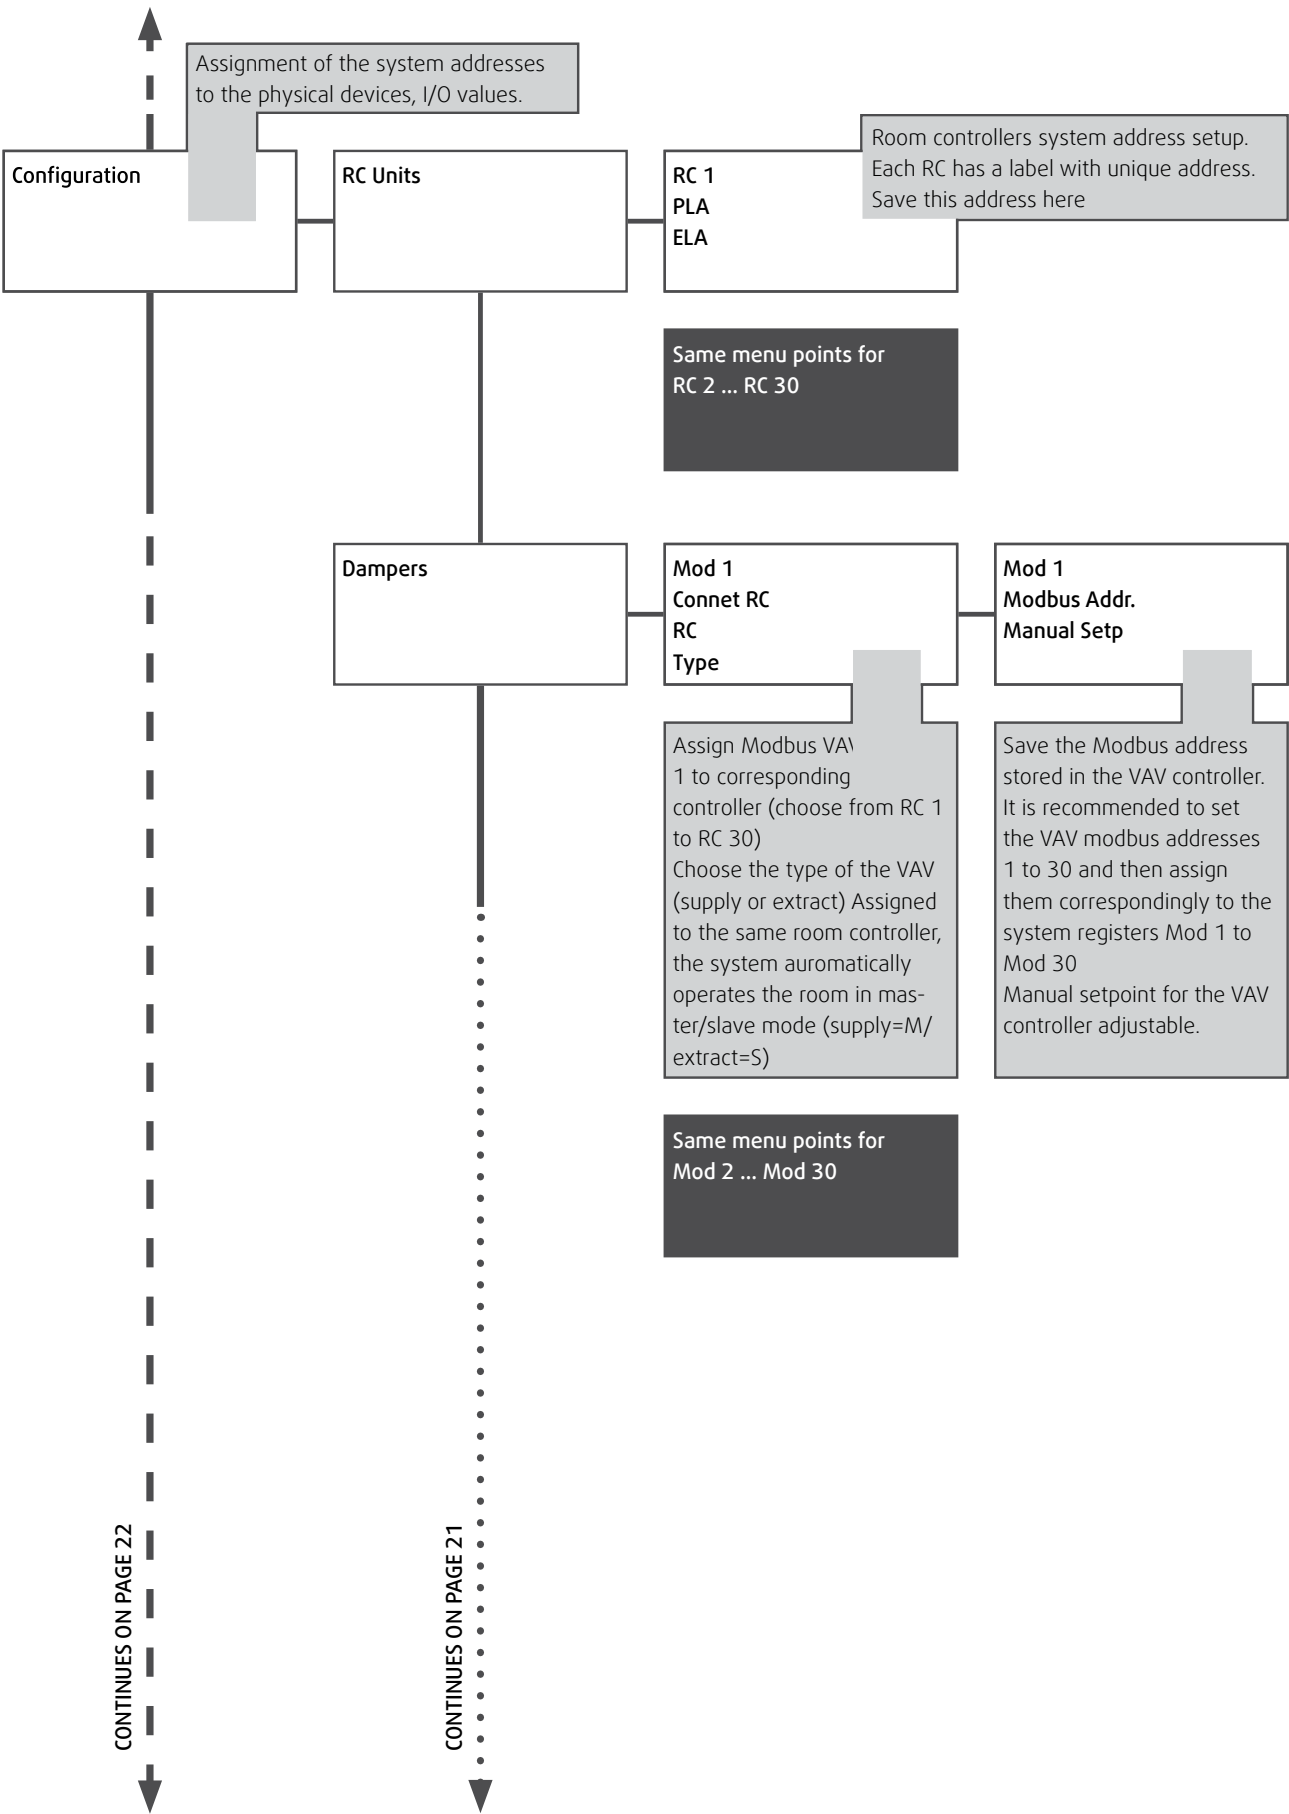 Assignment of the system addresses
to the physical devices, I/O values.
Configuration
RC Units
RC 1
PLA
ELA
Room controllers system address setup.
Each RC has a label with unique address.
Save this address here
Same menu points for
RC 2 ... RC 30
Dampers
Mod 1
Connet RC
RC
Type
Mod 1
Modbus Addr.
Manual Setp
Assign Modbus VAV
1 to corresponding
controller (choose from RC 1
to RC 30)
Choose the type of the VAV
(supply or extract) Assigned
to the same room controller,
the system auromatically
operates the room in mas-
ter/slave mode (supply=M/
extract=S)
Save the Modbus address
stored in the VAV controller.
It is recommended to set
the VAV modbus addresses
1 to 30 and then assign
them correspondingly to the
system registers Mod 1 to
Mod 30
Manual setpoint for the VAV
controller adjustable.
Same menu points for
Mod 2 ... Mod 30
CONTINUES ON PAGE 22
CONTINUES ON PAGE 21